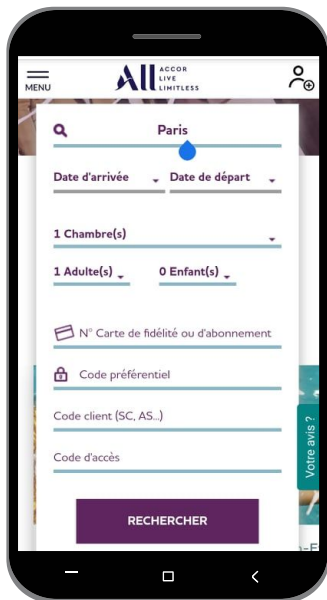 MENU
ALL ACCOR
LIVE
LIMITLESS
Paris
Date d'arrivée Date de départ
1 Chambre(s)
1 Adulte(s) 0 Enfant(s)
N° Carte de fidélité ou d'abonnement
Code préférentiel
Code client (SC, AS...)
Code d'accès
Votre avis ?
RECHERCHER